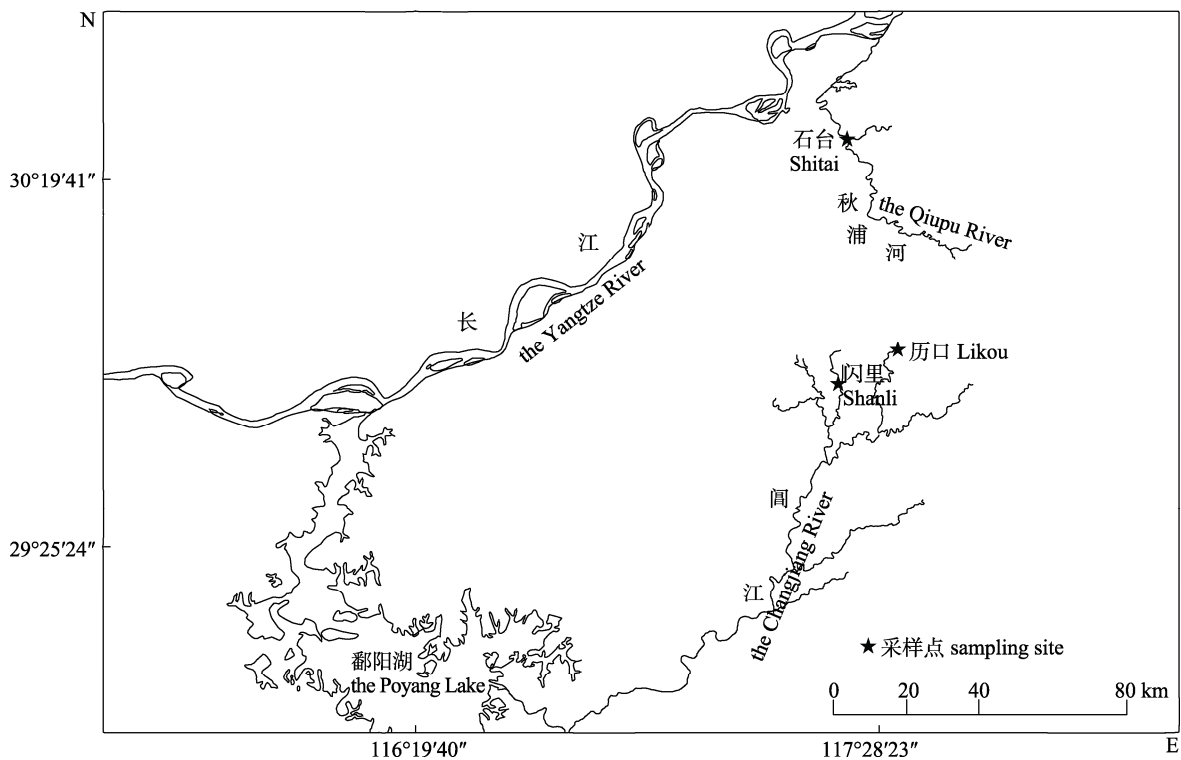 N
石台
Shitai
30°19′41″
秋
浦
河
the Qiupu River
江
长
the Yangtze River
历口 Likou
闪里
Shanli
阊
江
the Changjiang River
29°25′24″
鄱阳湖
the Poyang Lake
★ 采样点 sampling site
0 20 40 80 km
116°19′40″ 117°28′23″ E